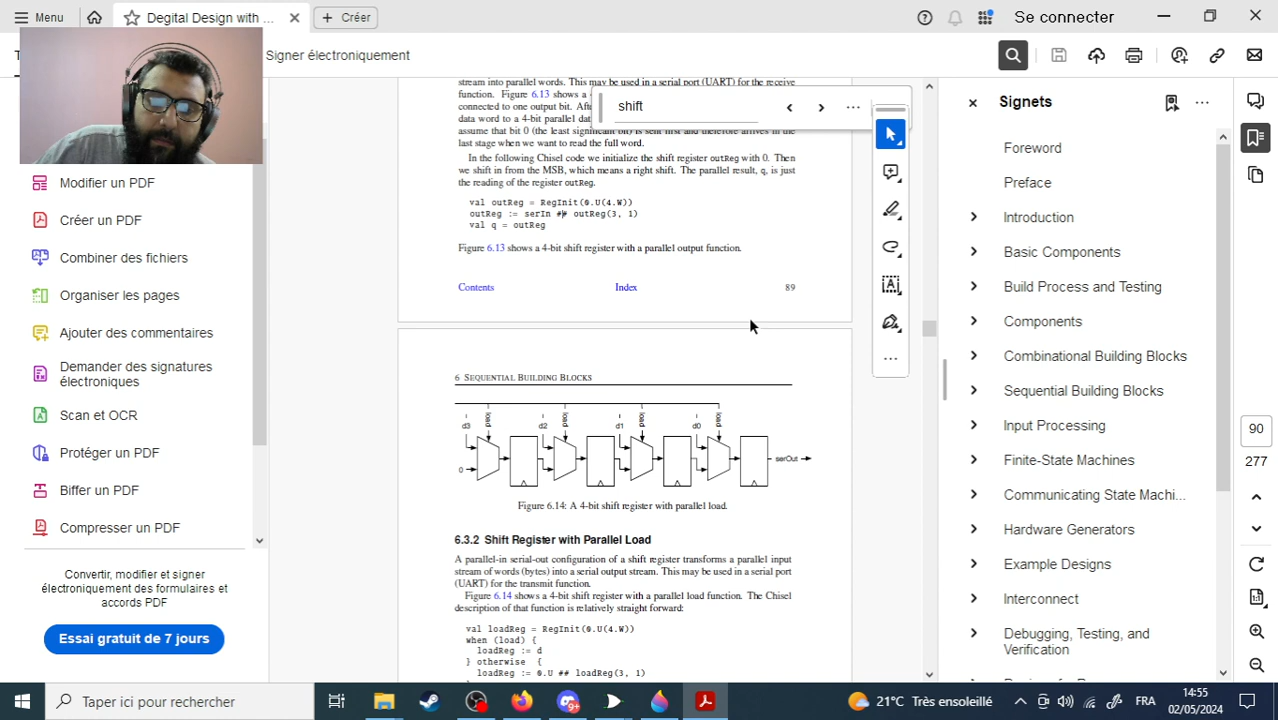 Menu
Degital Design with ...
Créer
Se connecter
Signer électroniquement
Modifier un PDF
Créer un PDF
Combiner des fichiers
Organiser les pages
Ajouter des commentaires
Demander des signatures
électroniques
Scan et OCR
Protéger un PDF
Biffer un PDF
Compresser un PDF
Convertir, modifier et signer
électroniquement des formulaires et
accords PDF
Essai gratuit de 7 jours
shift
stream into parallel words. This may be used in a serial port (UART) for the receive
function. Figure 6.13 shows a 4
connected to one output bit. Aft
data word to a 4-bit parallel dat
assume that bit 0 (the least significant bit) is sent first and therefore arrives in the
last stage when we want to read the full word.
In the following Chisel code we initialize the shift register outReg with 0. Then
we shift in from the MSB, which means a right shift. The parallel result, q, is just
the reading of the register outReg.
val outReg = RegInit(0.U(4.W))
outReg := serIn ## outReg(3, 1)
val q = outReg
Figure 6.13 shows a 4-bit shift register with a parallel output function.
Contents Index 89
6 SEQUENTIAL BUILDING BLOCKS
load load load load
d3 d2 d1 d0
0 serOut
Figure 6.14: A 4-bit shift register with parallel load.
6.3.2 Shift Register with Parallel Load
A parallel-in serial-out configuration of a shift register transforms a parallel input
stream of words (bytes) into a serial output stream. This may be used in a serial port
(UART) for the transmit function.
Figure 6.14 shows a 4-bit shift register with a parallel load function. The Chisel
description of that function is relatively straight forward:
val loadReg = RegInit(0.U(4.W))
when (load) {
loadReg := d
} otherwise {
loadReg := 0.U ## loadReg(3, 1)
Signets
Foreword
Preface
Introduction
Basic Components
Build Process and Testing
Components
Combinational Building Blocks
Sequential Building Blocks
Input Processing
Finite-State Machines
Communicating State Machi...
Hardware Generators
Example Designs
Interconnect
Debugging, Testing, and
Verification
90
277
Taper ici pour rechercher
9+
21°C Très ensoleillé
FRA
14:55
02/05/2024